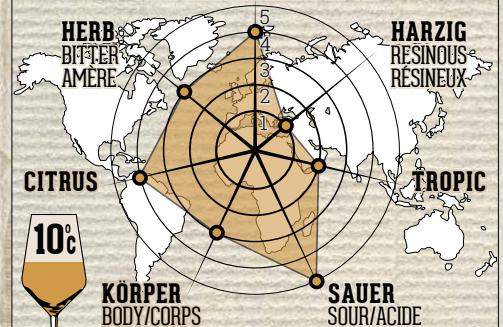 5
4
3
2
1
HERB
BITTER
AMÈRE
HARZIG
RESINOUS
RÉSINEUX
CITRUS
TROPIC
10°C
KÖRPER
BODY/CORPS
SAUER
SOUR/ACIDE